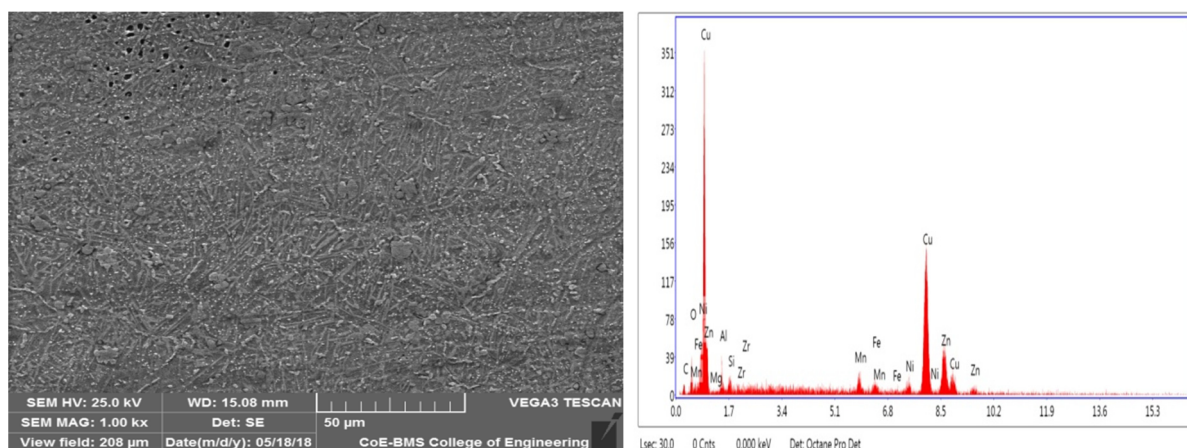 SEM HV: 25.0 kV WD: 15.08 mm VEGA3 TESCAN
SEM MAG: 1.00 kx Det: SE 50 µm
View field: 208 µm Date(m/d/y): 05/18/18 CoE-BMS College of Engineering
Cu
351
312
273
234
195
156
117
78
39
0
Cu
O
Ni
Zn
Fe
Al
Zr
C
Mn
Mg
Si
Zr
Mn
Fe
Mn
Fe
Ni
Ni
Zn
Cu
Zn
0.0 1.7 3.4 5.1 6.8 8.5 10.2 11.9 13.6 15.3
Lsec: 30.0 0 Cnts 0.000 keV Det: Octane Pro Det